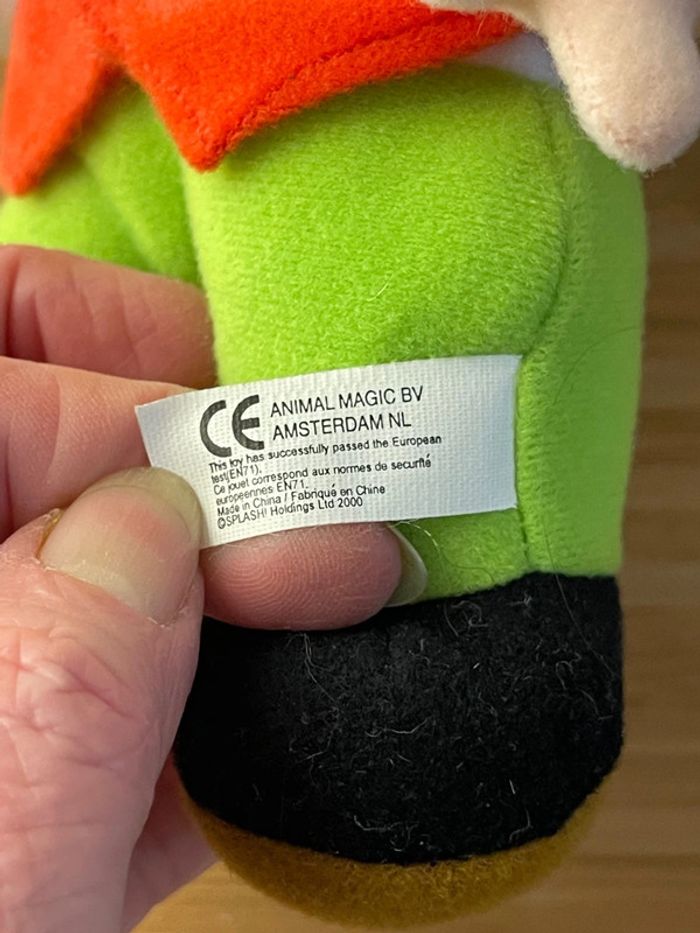 CE ANIMAL MAGIC BV
AMSTERDAM NL
This toy has successfully passed the European
test(EN71).
Ce jouet correspond aux normes de securité
europeennes EN71.
Made in China / Fabriqué en Chine
©SPLASH! Holdings Ltd 2000